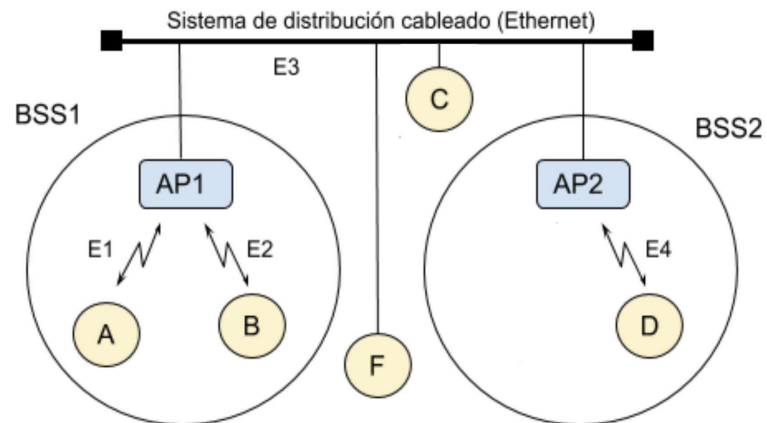 Sistema de distribución cableado (Ethernet)
E3
C
BSS1
BSS2
AP1
AP2
E1
E2
E4
A
B
D
F